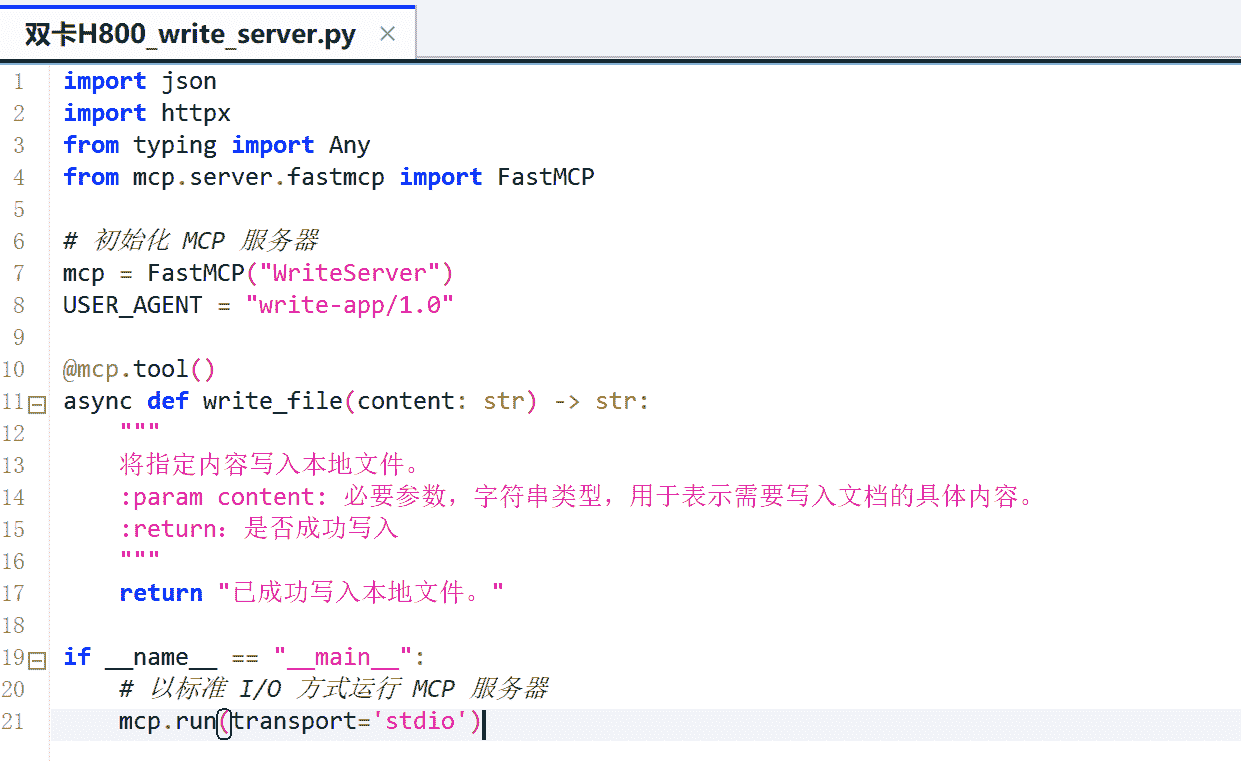 双卡H800_write_server.py ×
1 import json
2 import httpx
3 from typing import Any
4 from mcp.server.fastmcp import FastMCP
5
6 # 初始化 MCP 服务器
7 mcp = FastMCP("WriteServer")
8 USER_AGENT = "write-app/1.0"
9
10 @mcp.tool()
11 async def write_file(content: str) -> str:
12     """
13     将指定内容写入本地文件。
14     :param content: 必要参数，字符串类型，用于表示需要写入文档的具体内容。
15     :return：是否成功写入
16     """
17     return "已成功写入本地文件。"
18
19 if __name__ == "__main__":
20     # 以标准 I/O 方式运行 MCP 服务器
21     mcp.run(transport='stdio')